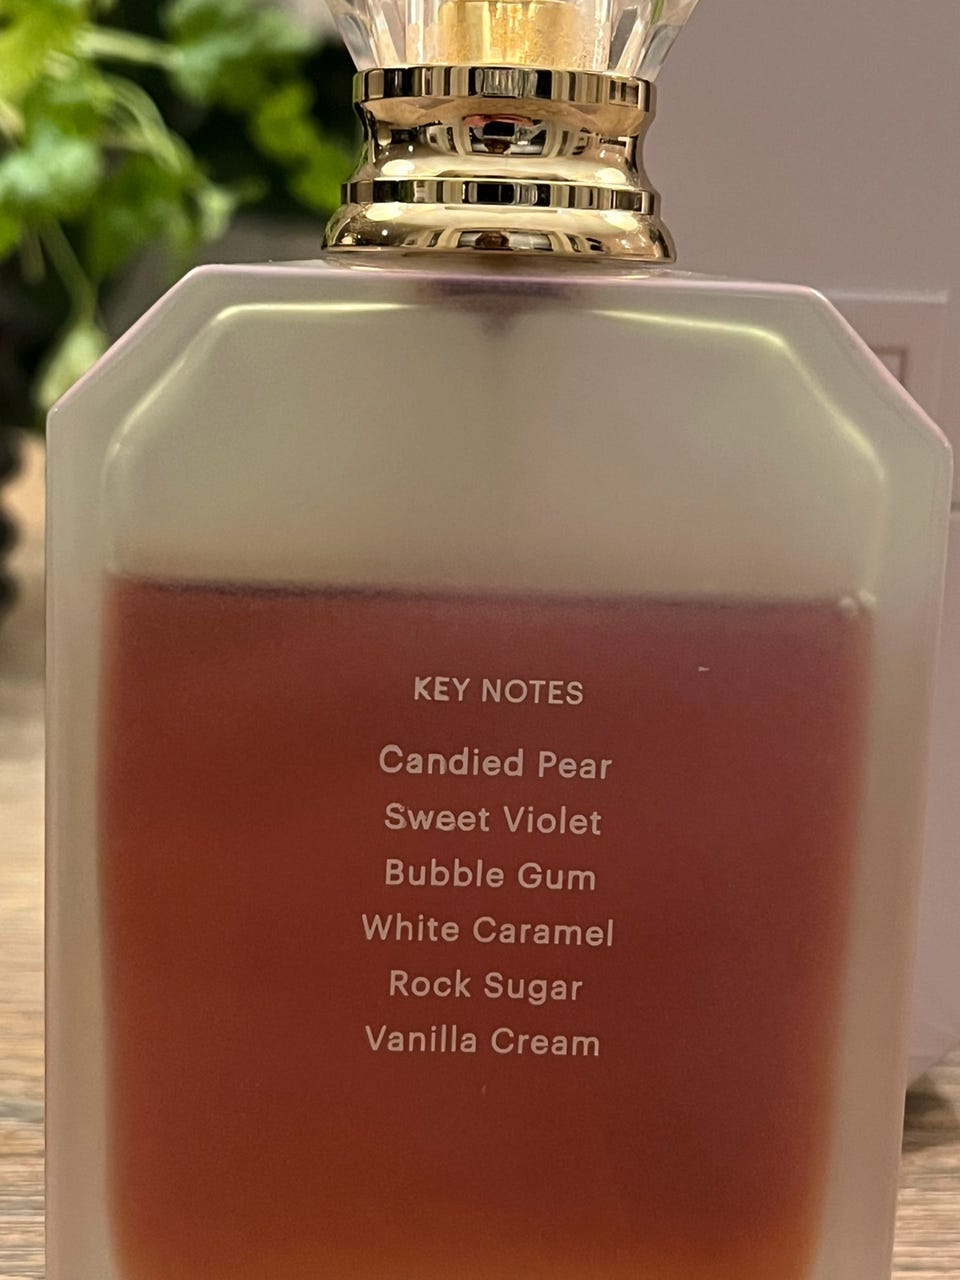 KEY NOTES
Candied Pear
Sweet Violet
Bubble Gum
White Caramel
Rock Sugar
Vanilla Cream